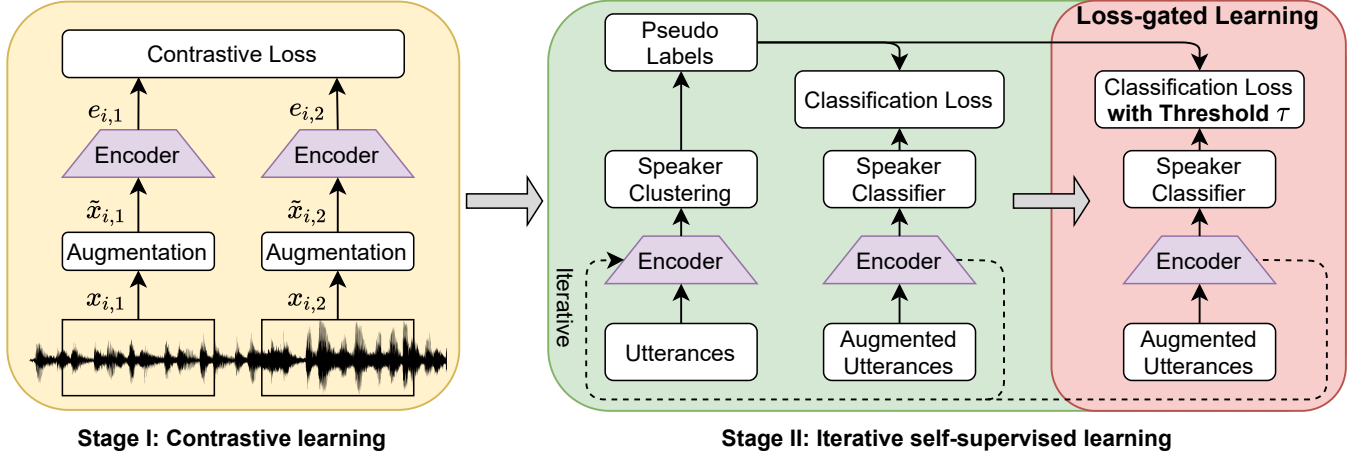 Contrastive Loss
e_{i,1}
e_{i,2}
Encoder
Encoder
x̃_{i,1}
x̃_{i,2}
Augmentation
Augmentation
x_{i,1}
x_{i,2}
Stage I: Contrastive learning
Pseudo
Labels
Classification Loss
Speaker
Clustering
Speaker
Classifier
Encoder
Encoder
Iterative
Utterances
Augmented
Utterances
Loss-gated Learning
Classification Loss
with Threshold τ
Speaker
Classifier
Encoder
Augmented
Utterances
Stage II: Iterative self-supervised learning